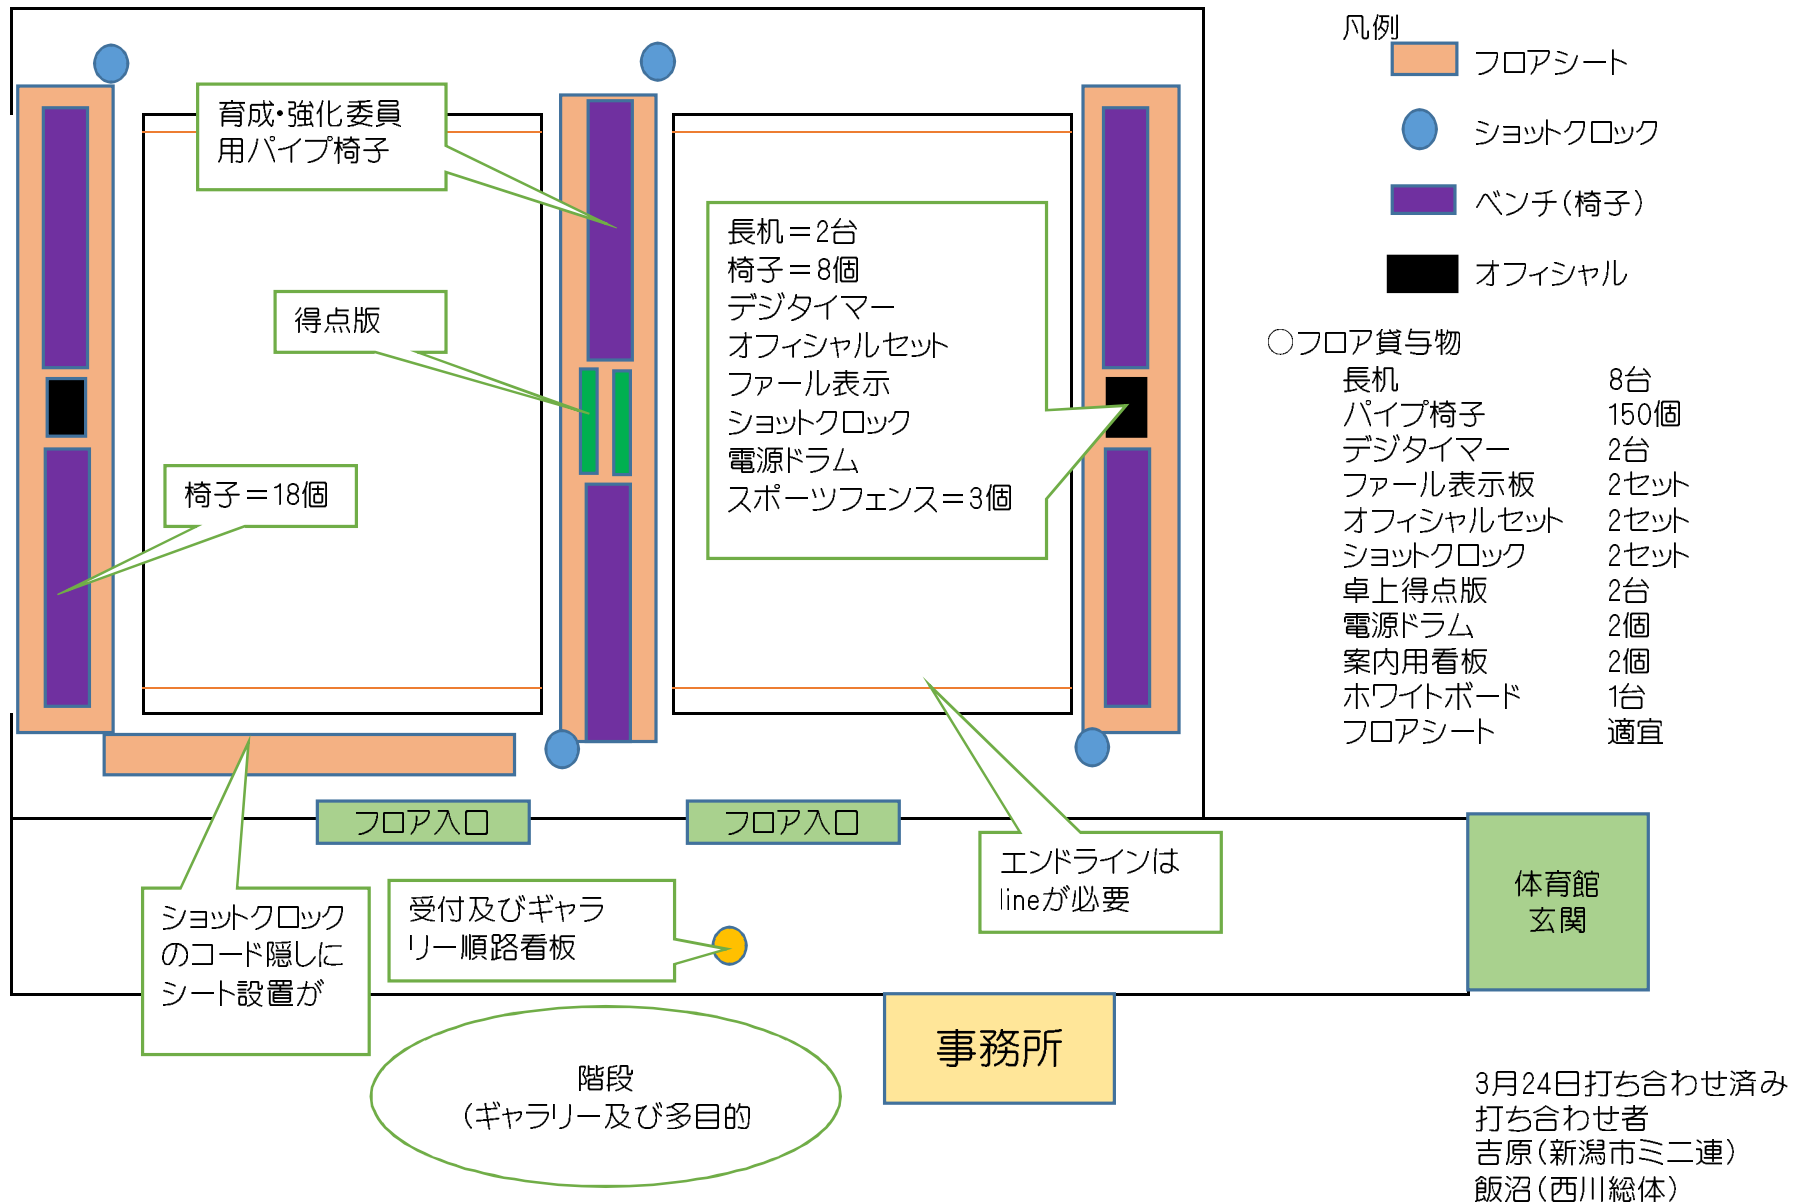 凡例
フロアシート
ショットクロック
ベンチ（椅子）
オフィシャル
育成・強化委員
用パイプ椅子
長机＝2台
椅子＝8個
デジタイマー
オフィシャルセット
ファール表示
ショットクロック
電源ドラム
スポーツフェンス＝3個
得点版
椅子＝18個
○フロア貸与物
長机 8台
パイプ椅子 150個
デジタイマー 2台
ファール表示板 2セット
オフィシャルセット 2セット
ショットクロック 2セット
卓上得点版 2台
電源ドラム 2個
案内用看板 2個
ホワイトボード 1台
フロアシート 適宜
フロア入口
フロア入口
エンドラインは
lineが必要
体育館
玄関
ショットクロック
のコード隠しに
シート設置が
受付及びギャラ
リー順路看板
事務所
階段
（ギャラリー及び多目的
3月24日打ち合わせ済み
打ち合わせ者
吉原（新潟市ミニ連）
飯沼（西川総体）